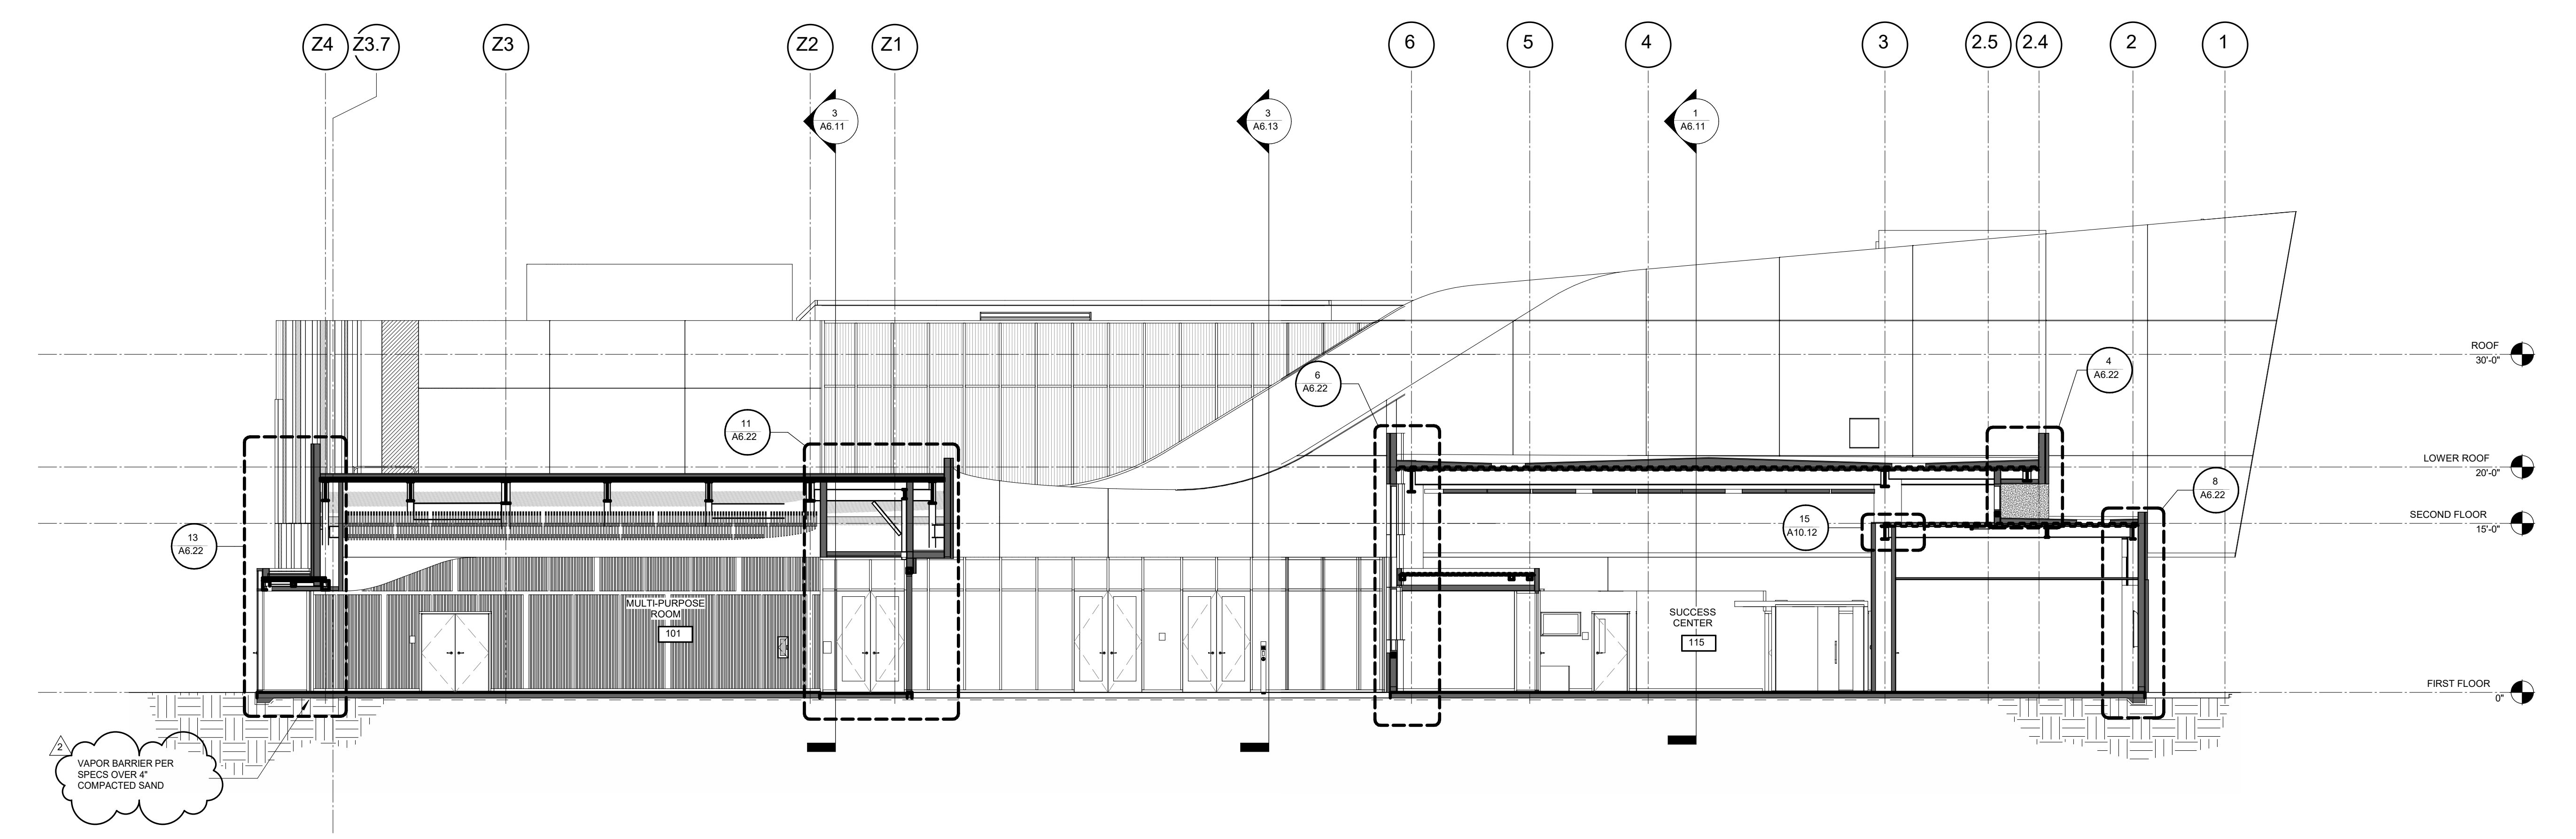 Z4
Z3.7
Z3
Z2
Z1
6
5
4
3
2.5
2.4
2
1
3
A6.11
3
A6.13
1
A6.11
ROOF
30'-0"
6
A6.22
4
A6.22
11
A6.22
LOWER ROOF
20'-0"
8
A6.22
SECOND FLOOR
15'-0"
15
A10.12
13
A6.22
MULTI-PURPOSE
ROOM
101
SUCCESS
CENTER
115
FIRST FLOOR
0"
2
VAPOR BARRIER PER
SPECS OVER 4"
COMPACTED SAND